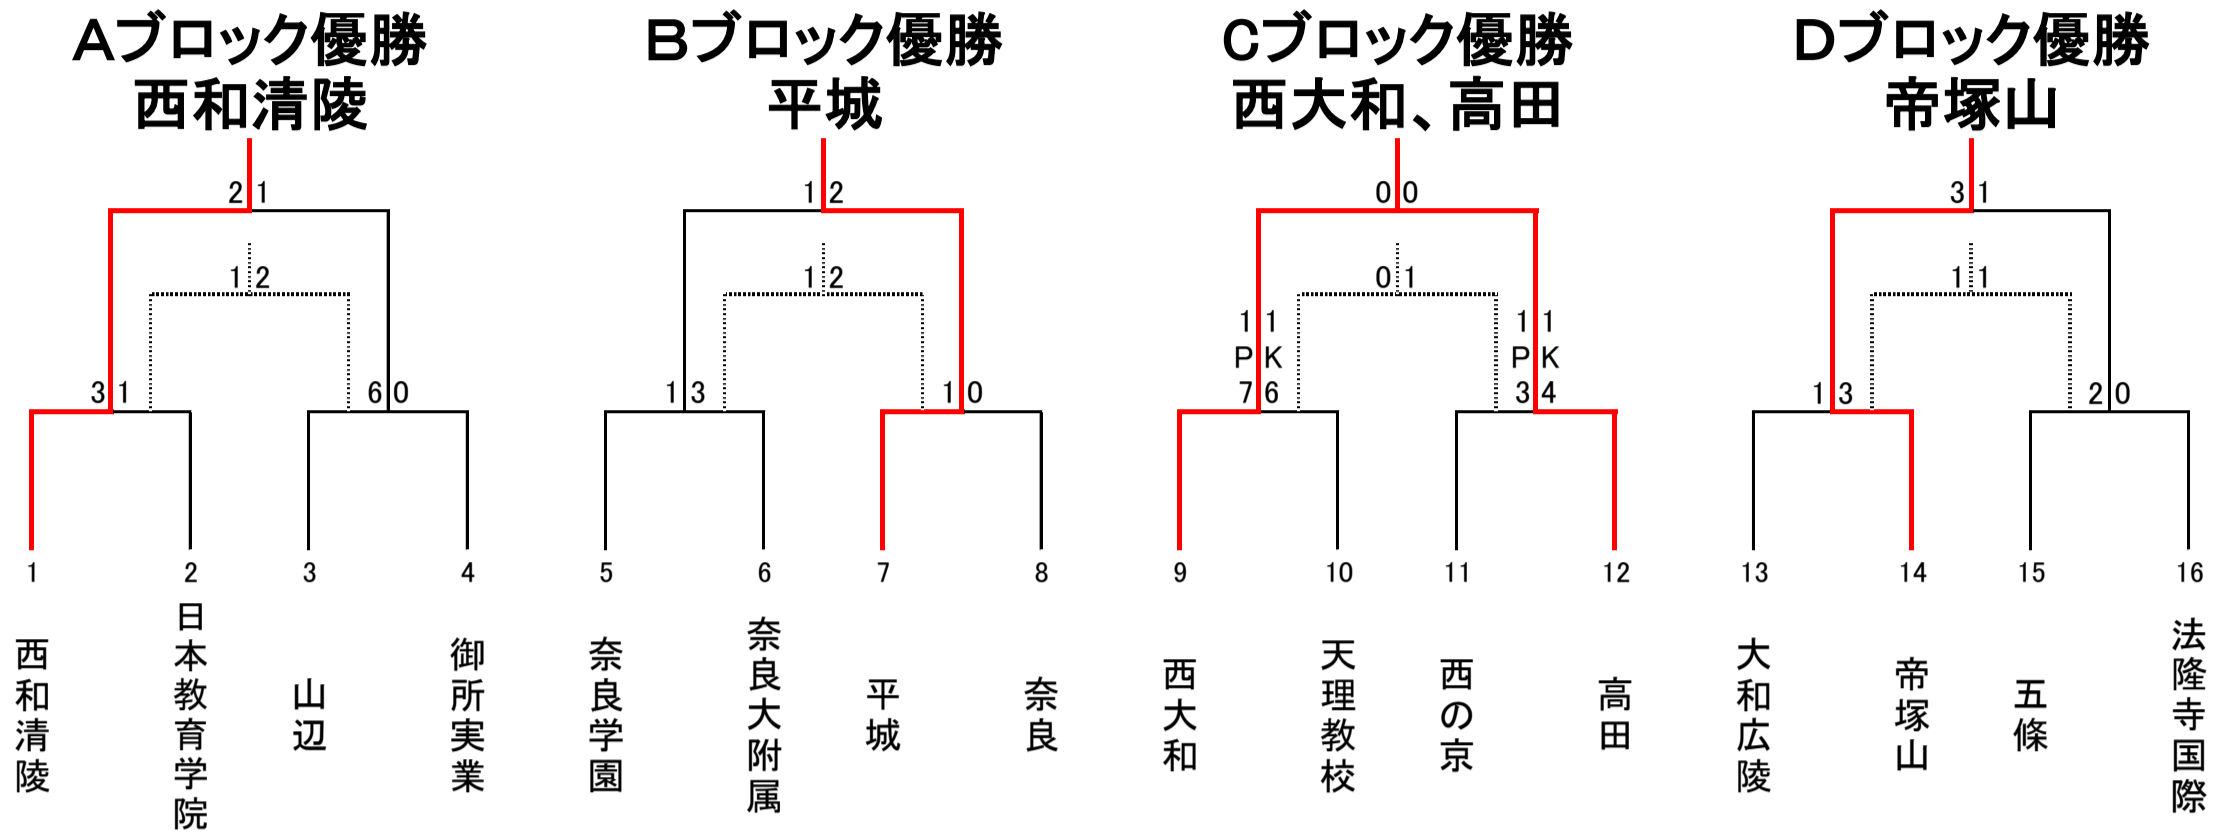 Aブロック優勝
西和清陵
Bブロック優勝
平城
Cブロック優勝
西大和、高田
Dブロック優勝
帝塚山
2 1
1 2
0 0
3 1
1 2
1 2
0 1
1 1
1 1
P K
7 6
1 1
P K
3 4
3 1
6 0
1 3
1 0
1 3
2 0
1
2
3
4
5
6
7
8
9
10
11
12
13
14
15
16
西和清陵
日本教育学院
山辺
御所実業
奈良学園
奈良大附属
平城
奈良
西大和
天理教校
西の京
高田
大和広陵
帝塚山
五條
法隆寺国際